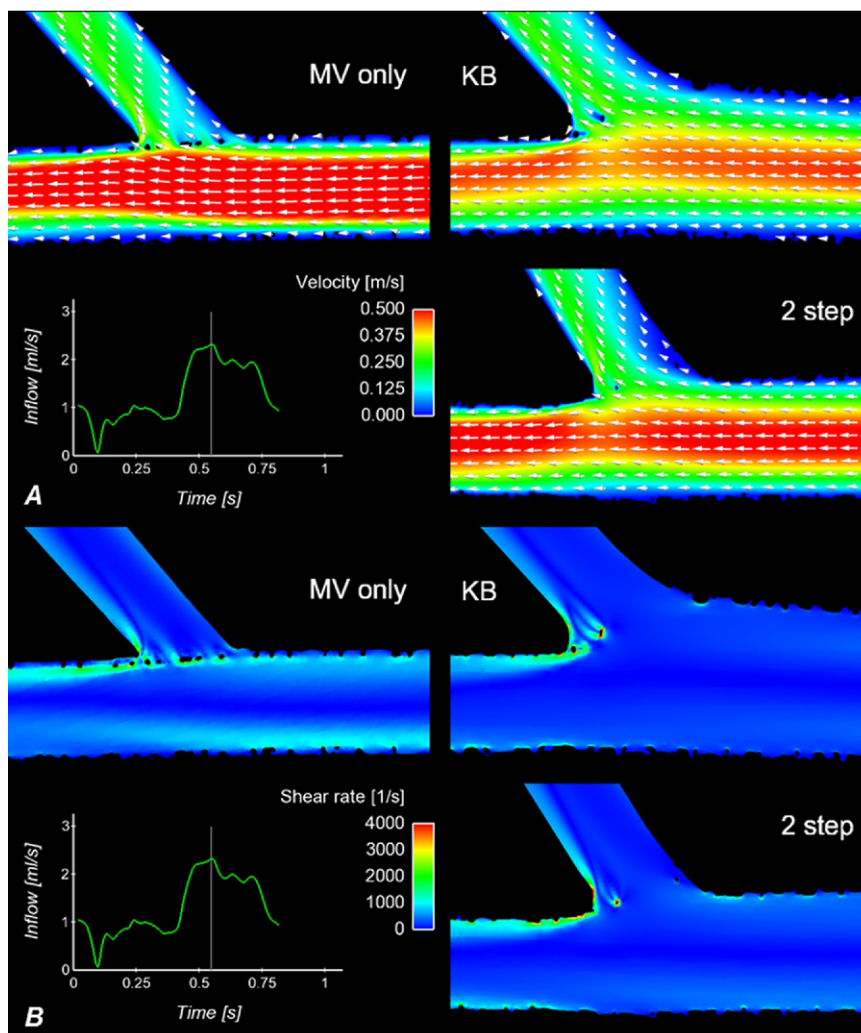 MV only
KB
Velocity [m/s]
0.500
0.375
0.250
0.125
0.000
3
2
1
0
Inflow [ml/s]
0
0.25
0.5
0.75
1
Time [s]
2 step
A
MV only
KB
Shear rate [1/s]
4000
3000
2000
1000
0
3
2
1
0
Inflow [ml/s]
0
0.25
0.5
0.75
1
Time [s]
2 step
B